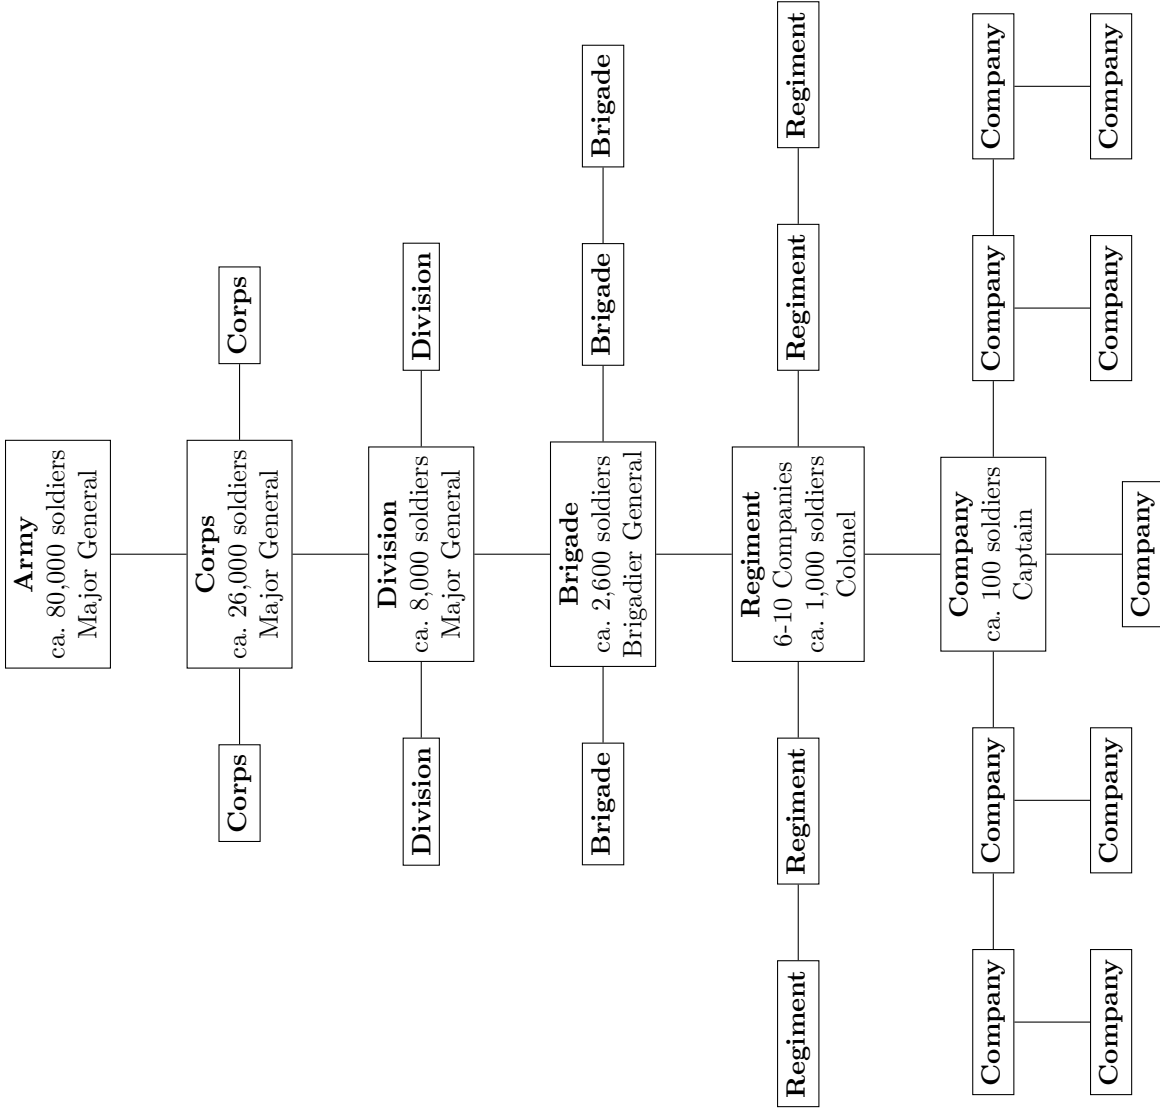 Army
ca. 80,000 soldiers
Major General
Corps
Corps
ca. 26,000 soldiers
Major General
Corps
Division
Division
ca. 8,000 soldiers
Major General
Division
Brigade
Brigade
ca. 2,600 soldiers
Brigadier General
Brigade
Brigade
Regiment
Regiment
Regiment
6-10 Companies
ca. 1,000 soldiers
Colonel
Regiment
Regiment
Company
Company
Company
ca. 100 soldiers
Captain
Company
Company
Company
Company
Company
Company
Company